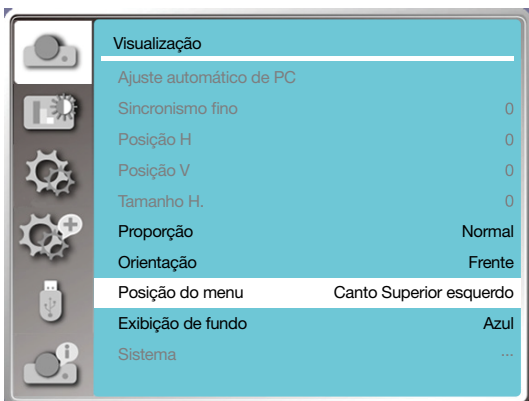 Visualização
Ajuste automático de PC
Sincronismo fino 0
Posição H 0
Posição V 0
Tamanho H. 0
Proporção Normal
Orientação Frente
Posição do menu Canto Superior esquerdo
Exibição de fundo Azul
Sistema ...